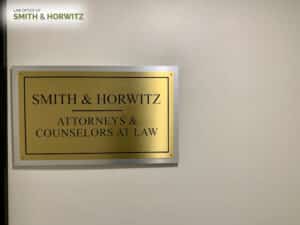 LAW OFFICE OF
SMITH & HORWITZ
SMITH & HORWITZ
ATTORNEYS &
COUNSELORS AT LAW